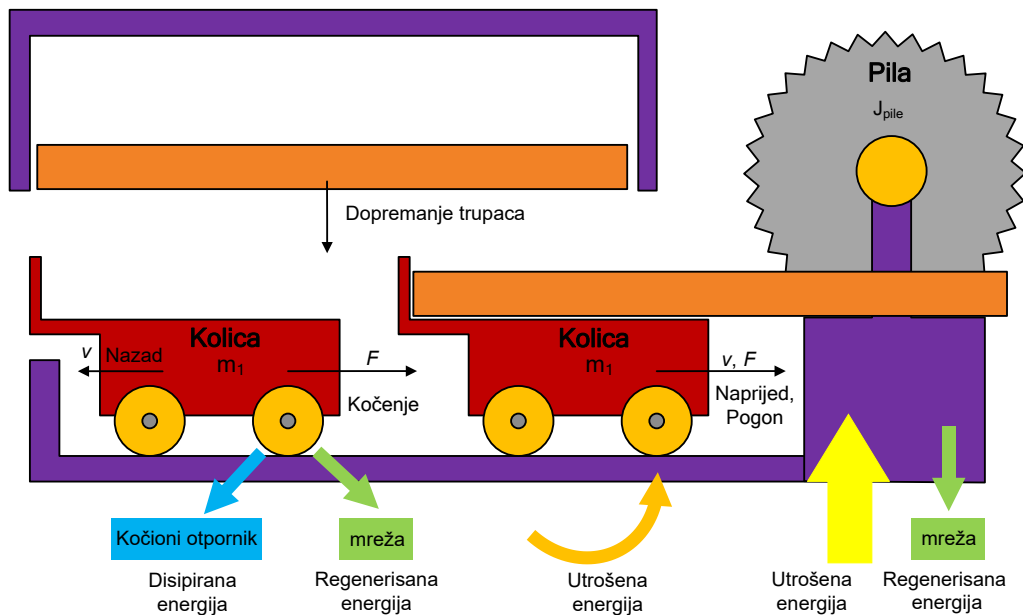 Pila
J_pile
Dopremanje trupaca
Kolica
m₁
v
Nazad
F
Kočenje
Kolica
m₁
v, F
Naprijed,
Pogon
Kočioni otpornik
mreža
mreža
Disipirana
energija
Regenerisana
energija
Utrošena
energija
Utrošena
energija
Regenerisana
energija